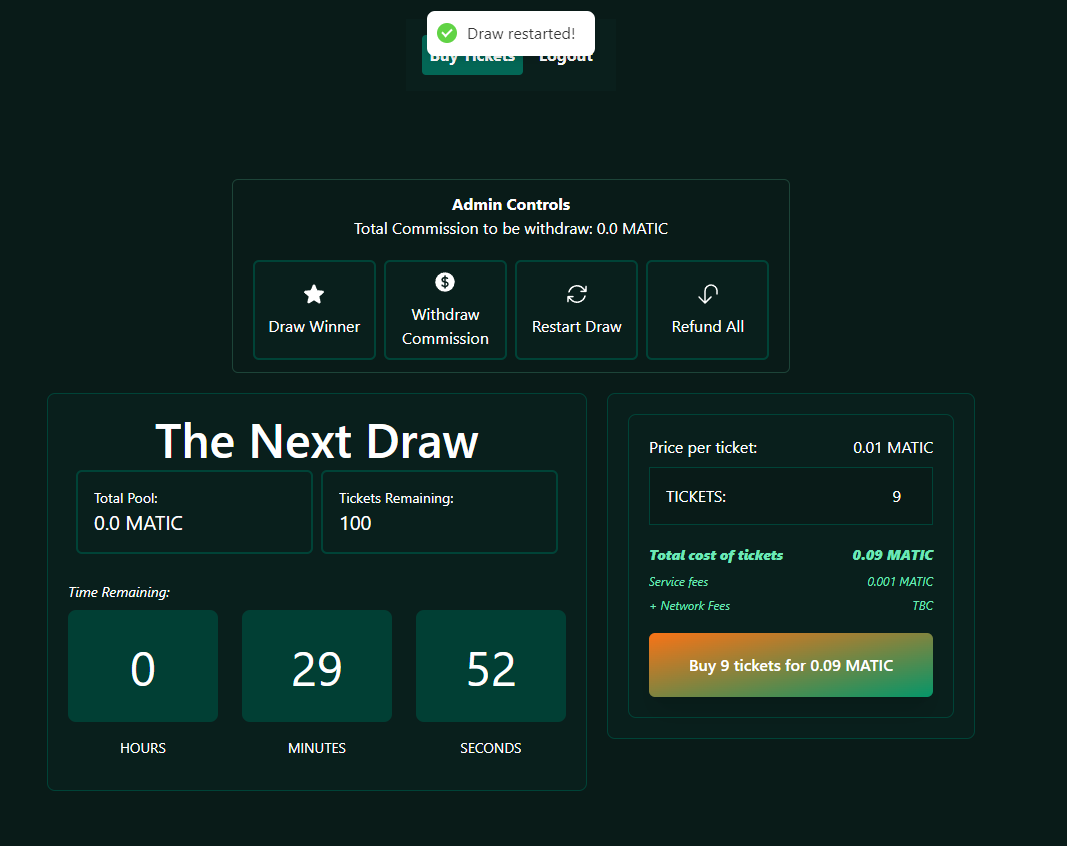 Draw restarted!
Buy Tickets Logout
Admin Controls
Total Commission to be withdraw: 0.0 MATIC
Draw Winner
Withdraw
Commission
Restart Draw
Refund All
The Next Draw
Total Pool:
0.0 MATIC
Tickets Remaining:
100
Time Remaining:
0
HOURS
29
MINUTES
52
SECONDS
Price per ticket: 0.01 MATIC
TICKETS: 9
Total cost of tickets 0.09 MATIC
Service fees 0.001 MATIC
+ Network Fees TBC
Buy 9 tickets for 0.09 MATIC